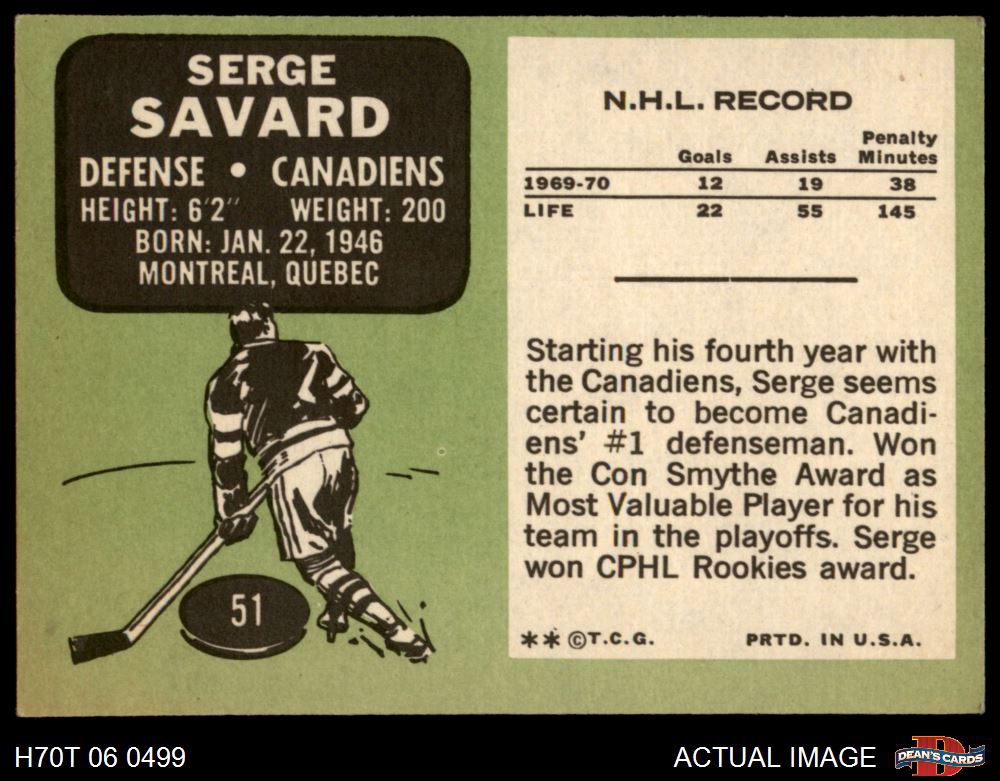 SERGE
SAVARD
DEFENSE • CANADIENS
HEIGHT: 6'2" WEIGHT: 200
BORN: JAN. 22, 1946
MONTREAL, QUEBEC
51
N.H.L. RECORD
Goals Assists Penalty Minutes
1969-70 12 19 38
LIFE 22 55 145
Starting his fourth year with
the Canadiens, Serge seems
certain to become Canadi-
ens' #1 defenseman. Won
the Con Smythe Award as
Most Valuable Player for his
team in the playoffs. Serge
won CPHL Rookies award.
** ©T.C.G. PRTD. IN U.S.A.
H70T 06 0499
ACTUAL IMAGE
D
DEAN'S CARDS